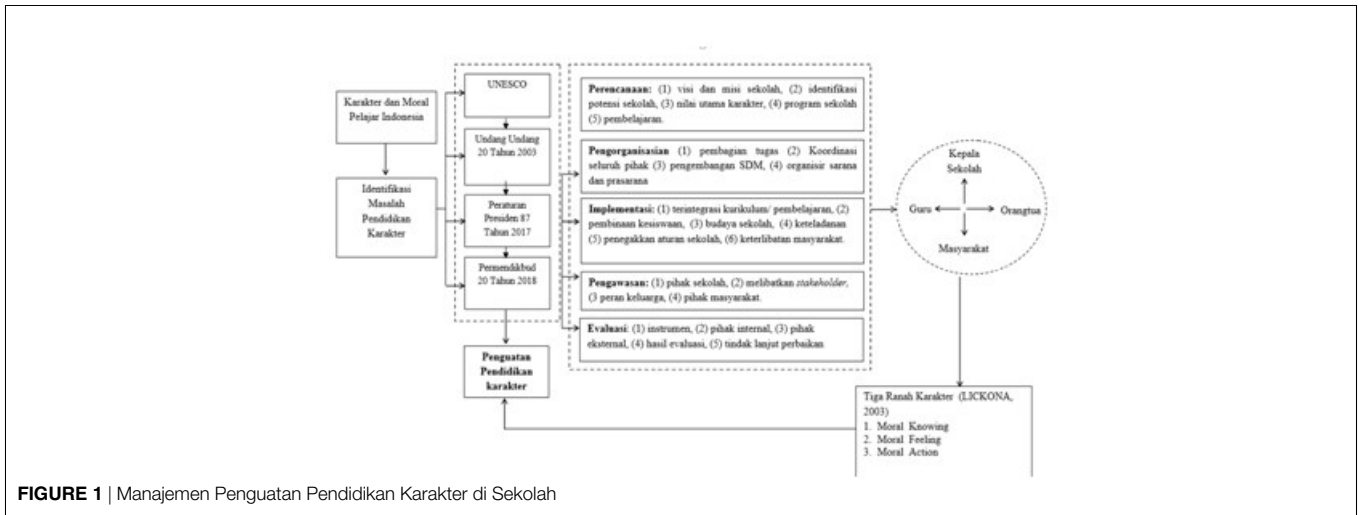 Karakter dan Moral
Pelajar Indonesia
Identifikasi
Masalah
Pendidikan
Karakter
UNESCO
Undang Undang
20 Tahun 2003
Peraturan
Presiden 87
Tahun 2017
Permendikbud
20 Tahun 2018
Penguatan
Pendidikan
karakter
Perencanaan: (1) visi dan misi sekolah, (2) identifikasi
potensi sekolah, (3) nilai utama karakter, (4) program sekolah
(5) pembelajaran.
Pengorganisasian (1) pembagian tugas (2) Koordinasi
seluruh pihak (3) pengembangan SDM, (4) organisir sarana
dan prasarana
Implementasi: (1) terintegrasi kurikulum/ pembelajaran, (2)
pembinaan kesiswaan, (3) budaya sekolah, (4) keteladanan
(5) penegakkan aturan sekolah, (6) keterlibatan masyarakat.
Pengawasan: (1) pihak sekolah, (2) melibatkan stakeholder,
(3 peran keluarga, (4) pihak masyarakat.
Evaluasi: (1) instrumen, (2) pihak internal, (3) pihak
eksternal, (4) hasil evaluasi, (5) tindak lanjut perbaikan
Kepala
Sekolah
Guru
Orangtua
Masyarakat
Tiga Ranah Karakter (LICKONA,
2003)
1. Moral Knowing
2. Moral Feeling
3. Moral Action
FIGURE 1 | Manajemen Penguatan Pendidikan Karakter di Sekolah